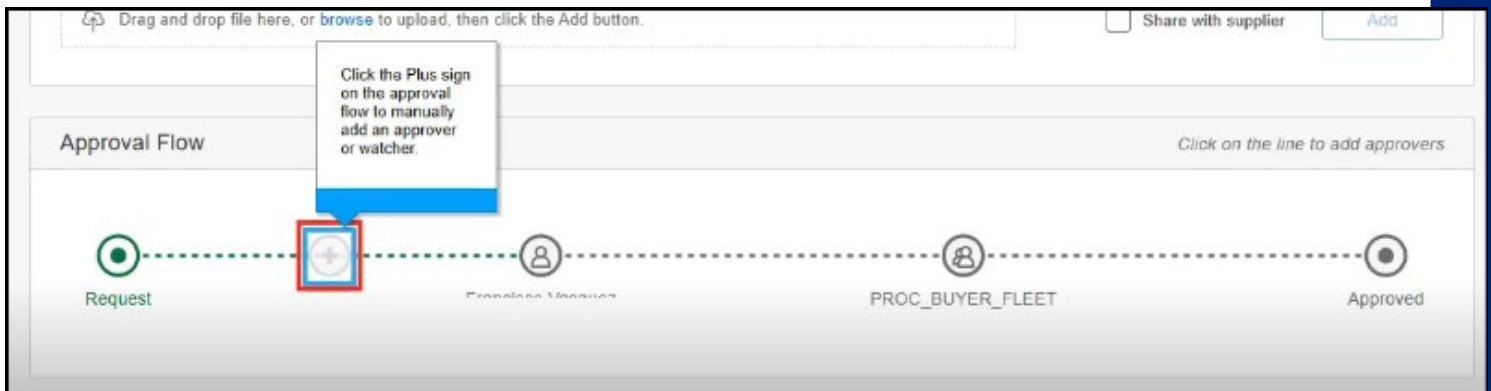 Drag and drop file here, or browse to upload, then click the Add button.
Share with supplier
Add
Click the Plus sign
on the approval
flow to manually
add an approver
or watcher.
Approval Flow
Click on the line to add approvers
Request
PROC_BUYER_FLEET
Approved